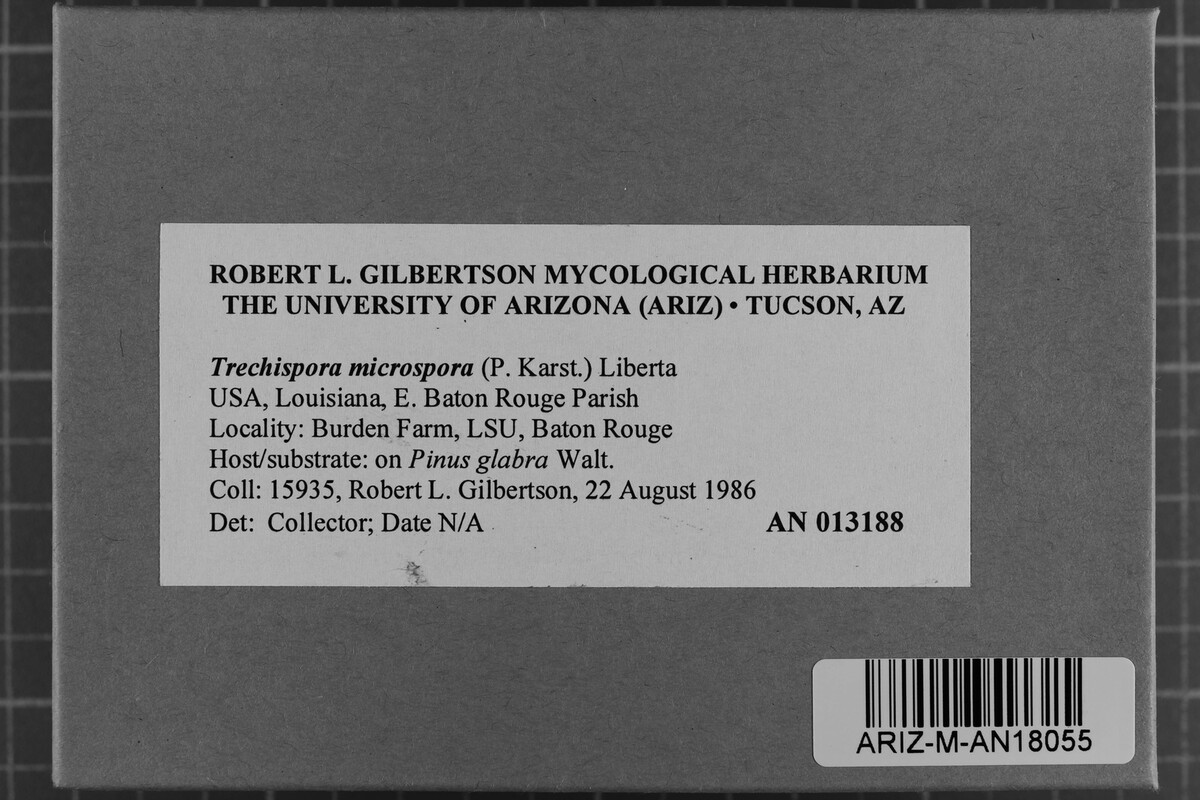 ROBERT L. GILBERTSON MYCOLOGICAL HERBARIUM
THE UNIVERSITY OF ARIZONA (ARIZ) • TUCSON, AZ
Trechispora microspora (P. Karst.) Liberta
USA, Louisiana, E. Baton Rouge Parish
Locality: Burden Farm, LSU, Baton Rouge
Host/substrate: on Pinus glabra Walt.
Coll: 15935, Robert L. Gilbertson, 22 August 1986
Det: Collector; Date N/A AN 013188
ARIZ-M-AN18055